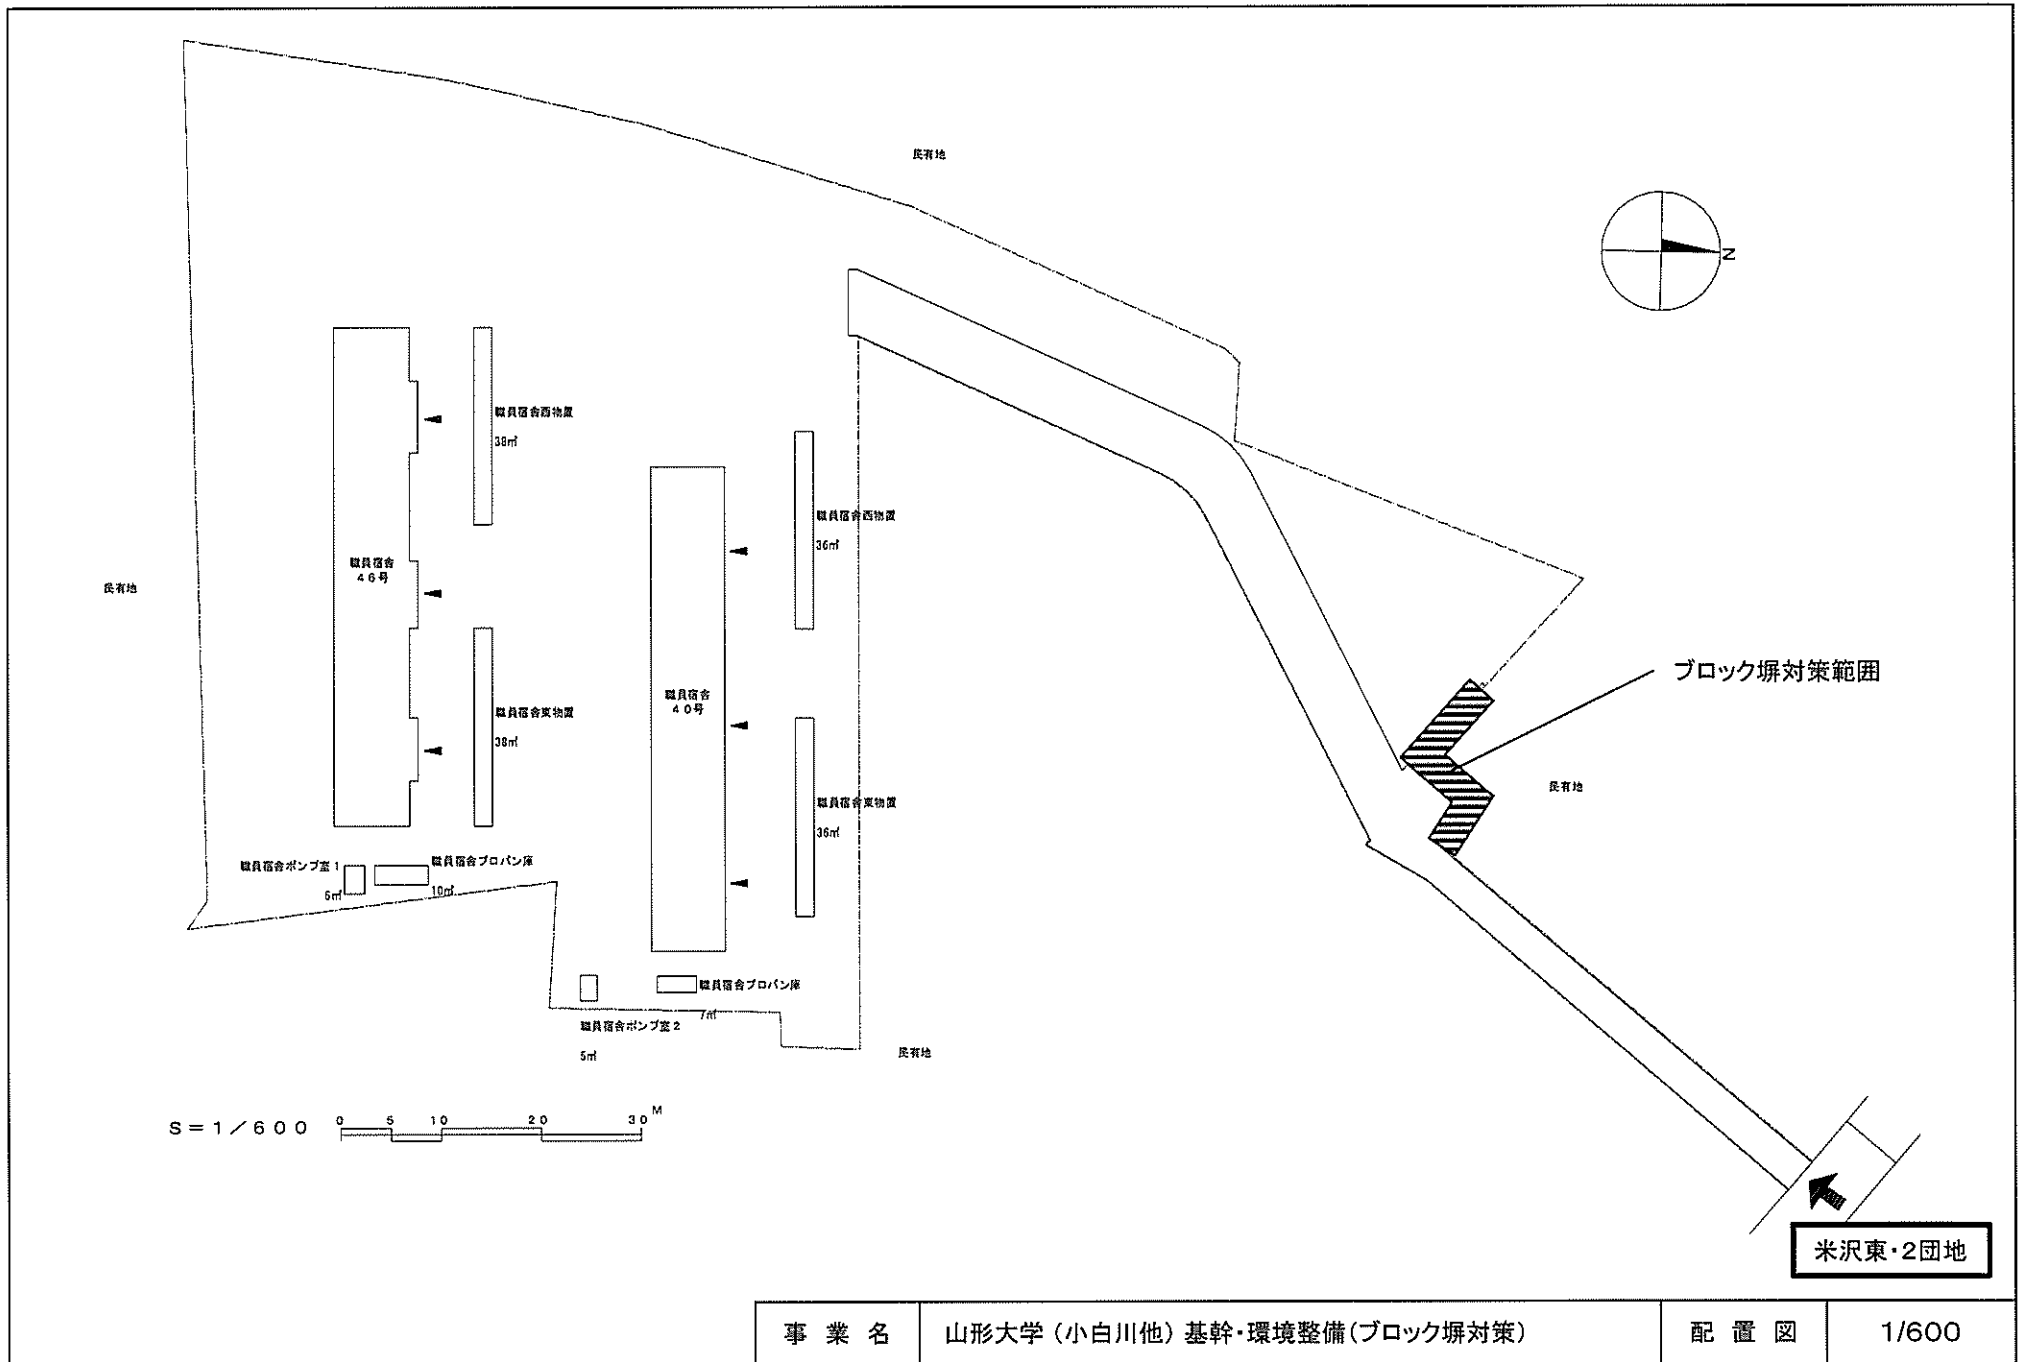 民有地
N
職員宿舎西物置
38㎡
職員宿舎西物置
36㎡
職員宿舎
46号
民有地
職員宿舎
40号
ブロック塀対策範囲
職員宿舎東物置
38㎡
民有地
職員宿舎東物置
36㎡
職員宿舎ポンプ室1
6㎡
職員宿舎プロパン庫
10㎡
職員宿舎プロパン庫
7㎡
職員宿舎ポンプ室2
5㎡
民有地
S=1/600
0 5 10 20 30 M
米沢東・2団地
事業名 山形大学(小白川他)基幹・環境整備(ブロック塀対策) 配置図 1/600